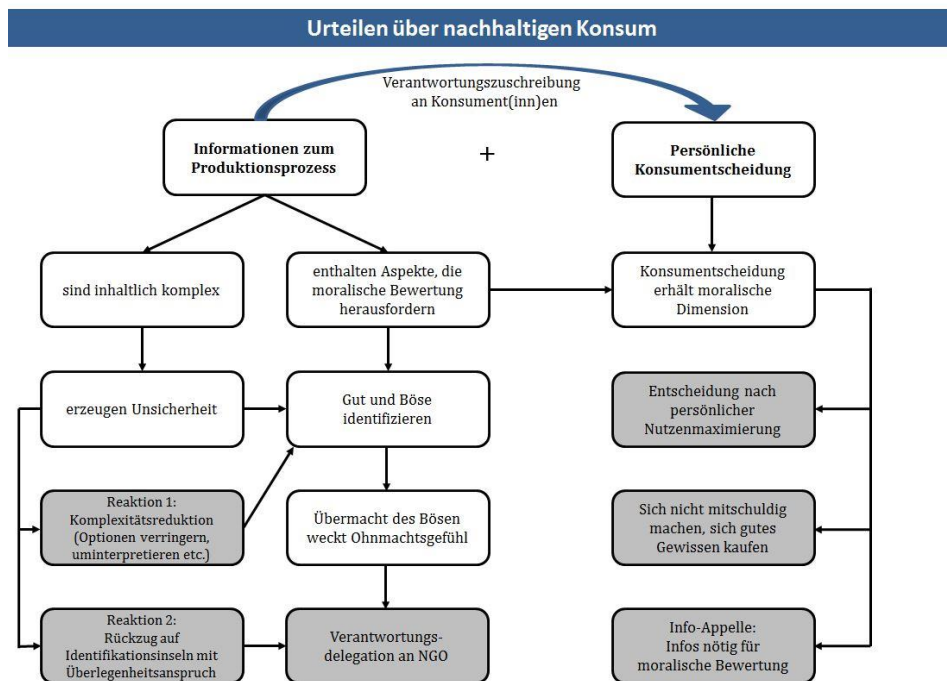 Urteilen über nachhaltigen Konsum
Verantwortungszuschreibung
an Konsument(inn)en
Informationen zum
Produktionsprozess
+
Persönliche
Konsumentscheidung
sind inhaltlich komplex
enthalten Aspekte, die
moralische Bewertung
herausfordern
Konsumentscheidung
erhält moralische
Dimension
erzeugen Unsicherheit
Gut und Böse
identifizieren
Entscheidung nach
persönlicher
Nutzenmaximierung
Reaktion 1:
Komplexitätsreduktion
(Optionen verringern,
uminterpretieren etc.)
Übermacht des Bösen
weckt Ohnmachtsgefühl
Sich nicht mitschuldig
machen, sich gutes
Gewissen kaufen
Reaktion 2:
Rückzug auf
Identifikationsinseln mit
Überlegenheitsanspruch
Verantwortungs-
delegation an NGO
Info-Appelle:
Infos nötig für
moralische Bewertung